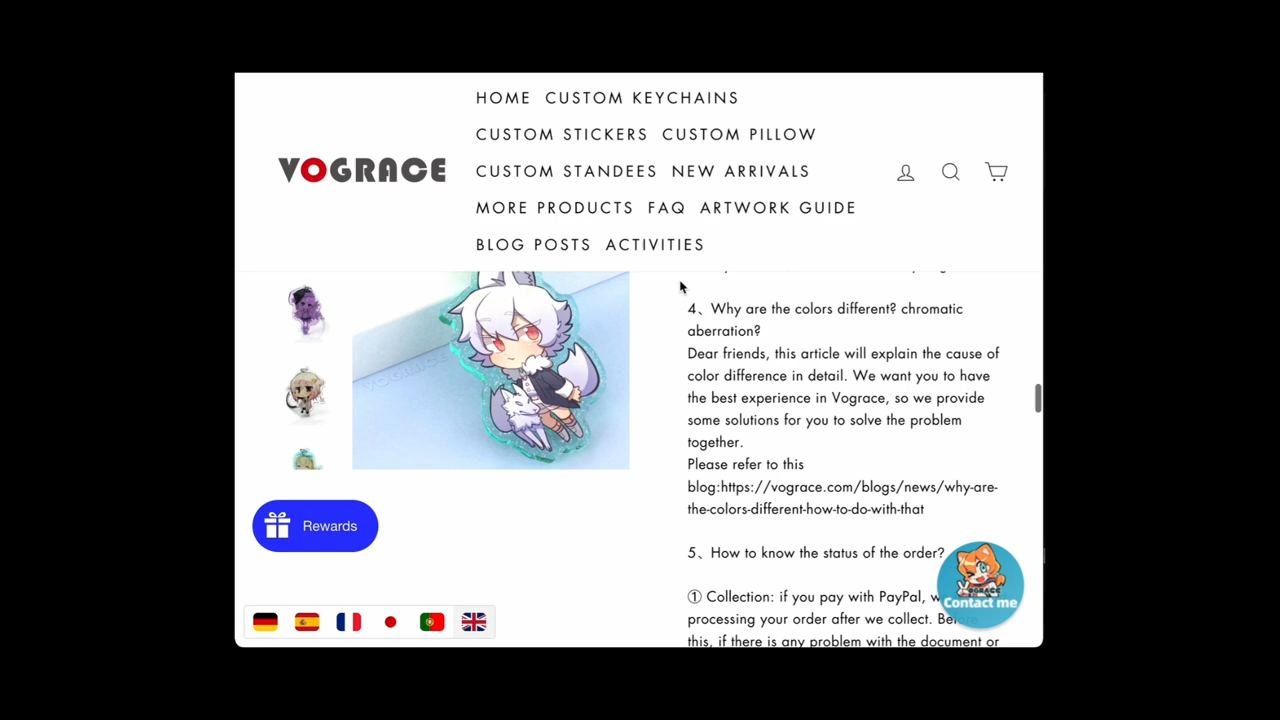 HOME CUSTOM KEYCHAINS
CUSTOM STICKERS CUSTOM PILLOW
VOGRACE
CUSTOM STANDEES NEW ARRIVALS
MORE PRODUCTS FAQ ARTWORK GUIDE
BLOG POSTS ACTIVITIES
VOGRACE
4、Why are the colors different? chromatic
aberration?
Dear friends, this article will explain the cause of
color difference in detail. We want you to have
the best experience in Vograce, so we provide
some solutions for you to solve the problem
together.
Please refer to this
blog:https://vograce.com/blogs/news/why-are-
the-colors-different-how-to-do-with-that
Rewards
5、How to know the status of the order?
① Collection: if you pay with PayPal,
processing your order after we collect.
this, if there is any problem with the document or
VOGRACE
Contact me